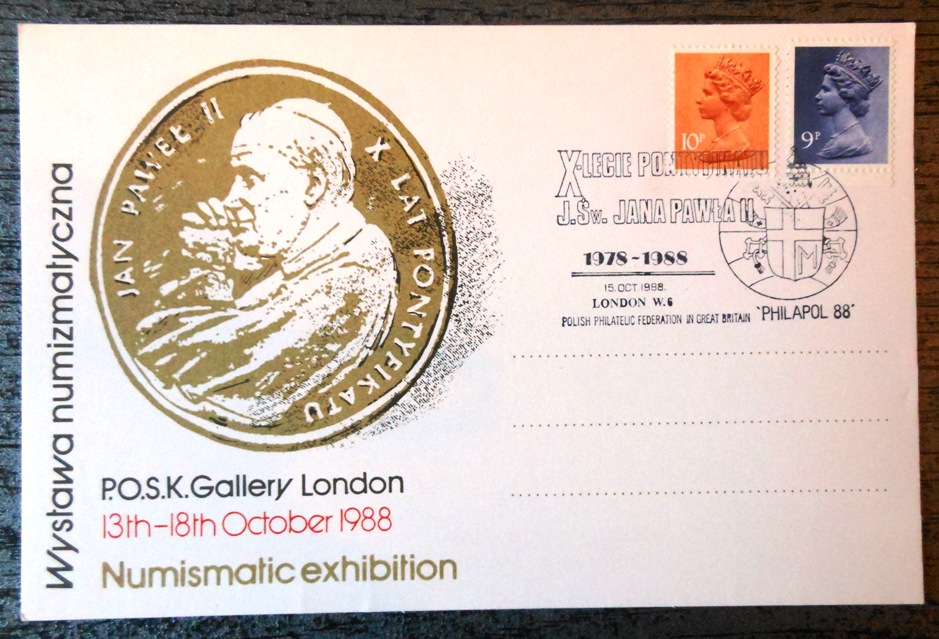 Wystawa numizmatyczna
JAN PAWEŁ II
X LAT PONTYFIKATU
P.O.S.K. Gallery London
13th-18th October 1988
Numismatic exhibition
10P
9P
X-LECIE PONTYFIKATU
J.Św. JANA PAWŁA II
1978-1988
15.OCT 1988.
LONDON W.6
POLISH PHILATELIC FEDERATION IN GREAT BRITAIN "PHILAPOL 88"
M